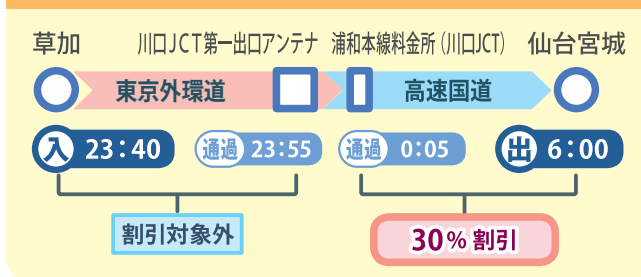 草加 川口JCT第一出口アンテナ 浦和本線料金所(川口JCT) 仙台宮城
東京外環道 高速国道
入 23:40 通過 23:55 通過 0:05 出 6:00
割引対象外 30%割引